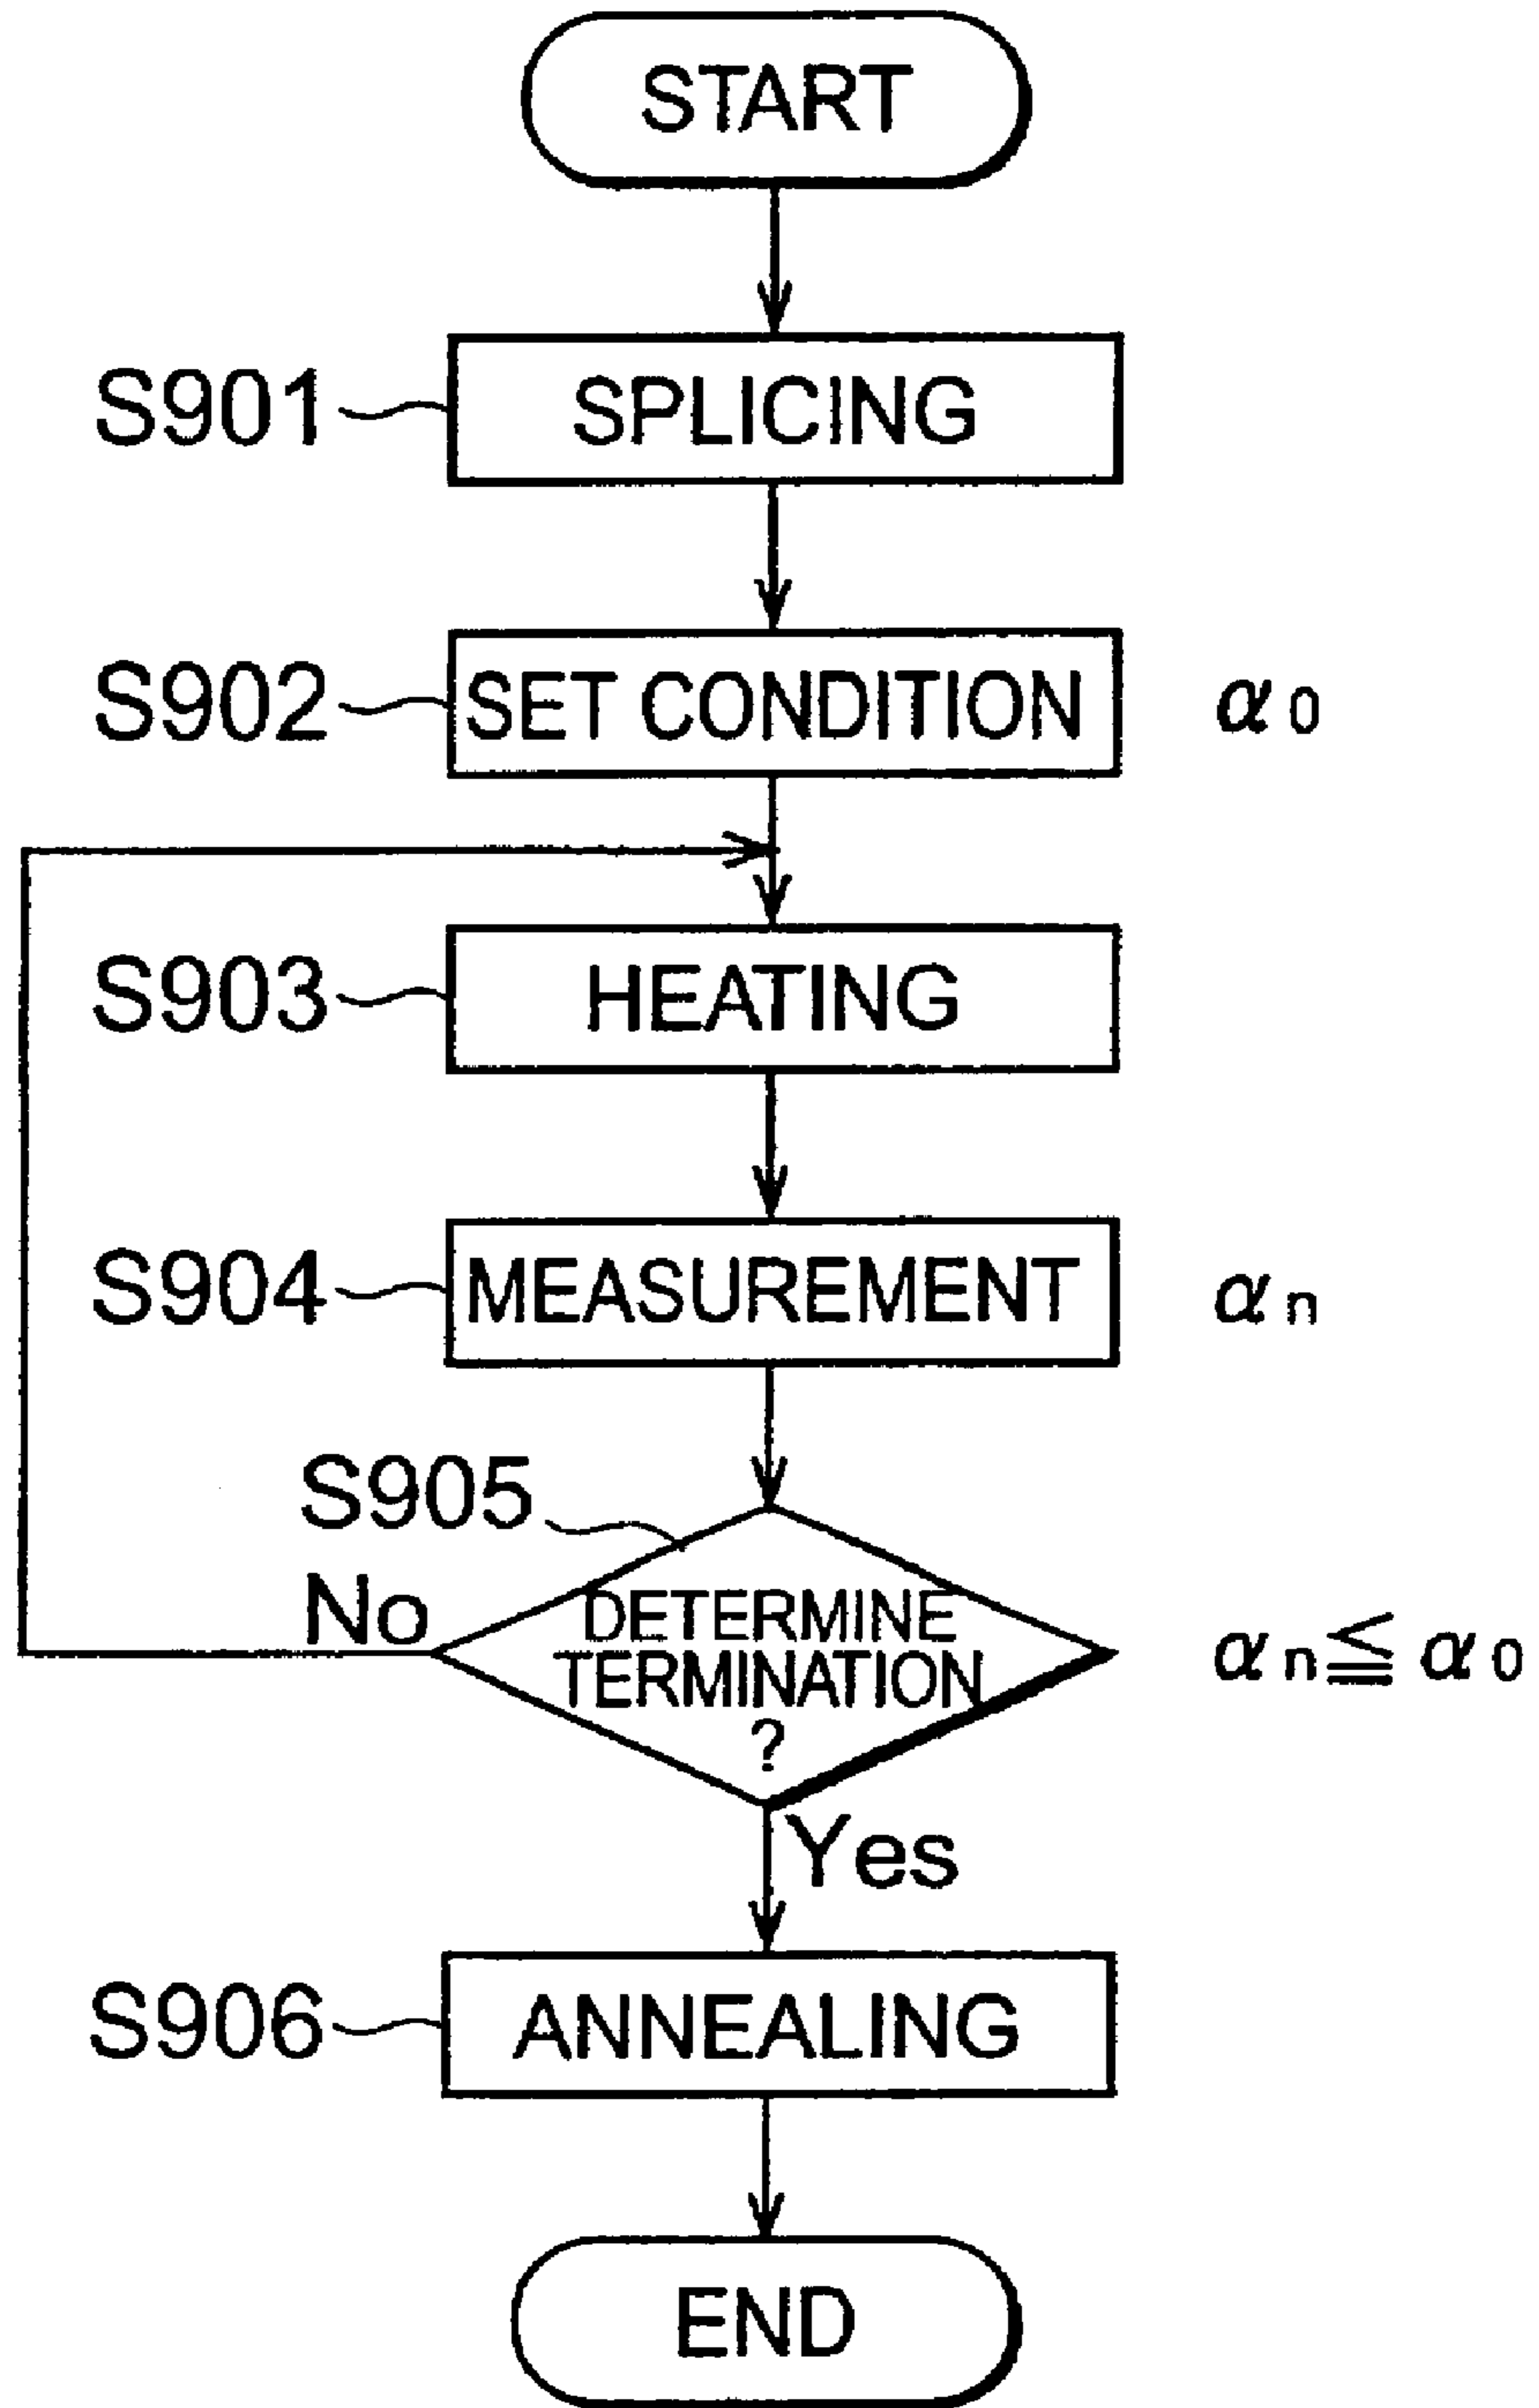 START
S901
SPLICING
S902
SET CONDITION
α0
S903
HEATING
S904
MEASUREMENT
αn
S905
No
DETERMINE
TERMINATION
?
αn≦α0
Yes
S906
ANNEALING
END